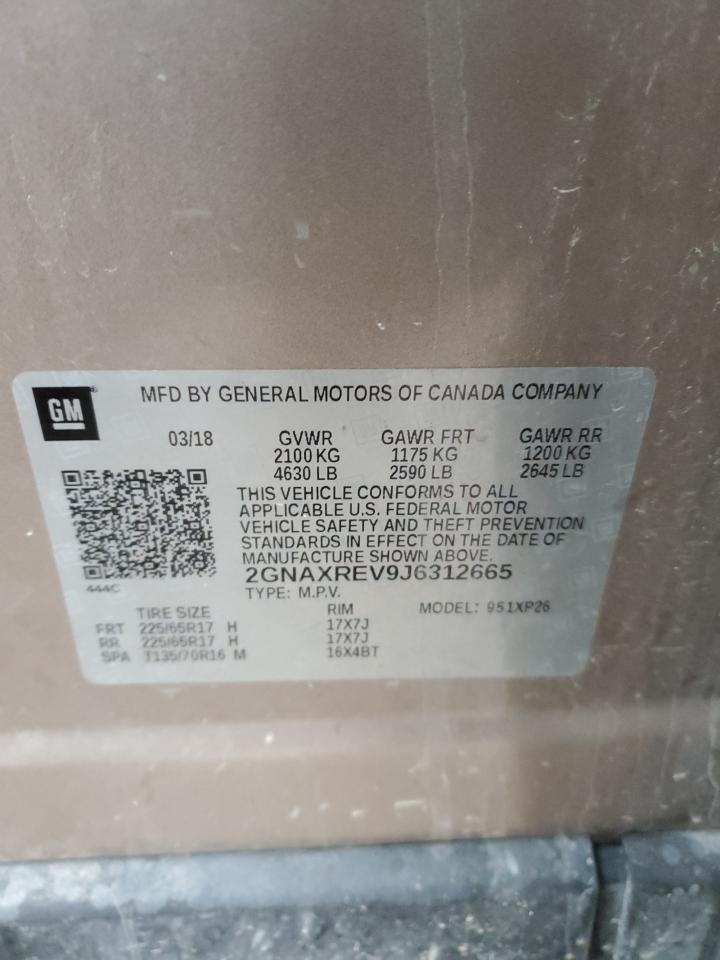 GM
MFD BY GENERAL MOTORS OF CANADA COMPANY
03/18 GVWR GAWR FRT GAWR RR
2100 KG 1175 KG 1200 KG
4630 LB 2590 LB 2645 LB
THIS VEHICLE CONFORMS TO ALL
APPLICABLE U.S. FEDERAL MOTOR
VEHICLE SAFETY AND THEFT PREVENTION
STANDARDS IN EFFECT ON THE DATE OF
MANUFACTURE SHOWN ABOVE.
2GNAXREV9J6312665
444C
TYPE: M.P.V.
TIRE SIZE RIM MODEL: 951XP26
FRT 225/65R17 H 17X7J
RR 225/65R17 H 17X7J
SPA T135/70R16 M 16X4BT